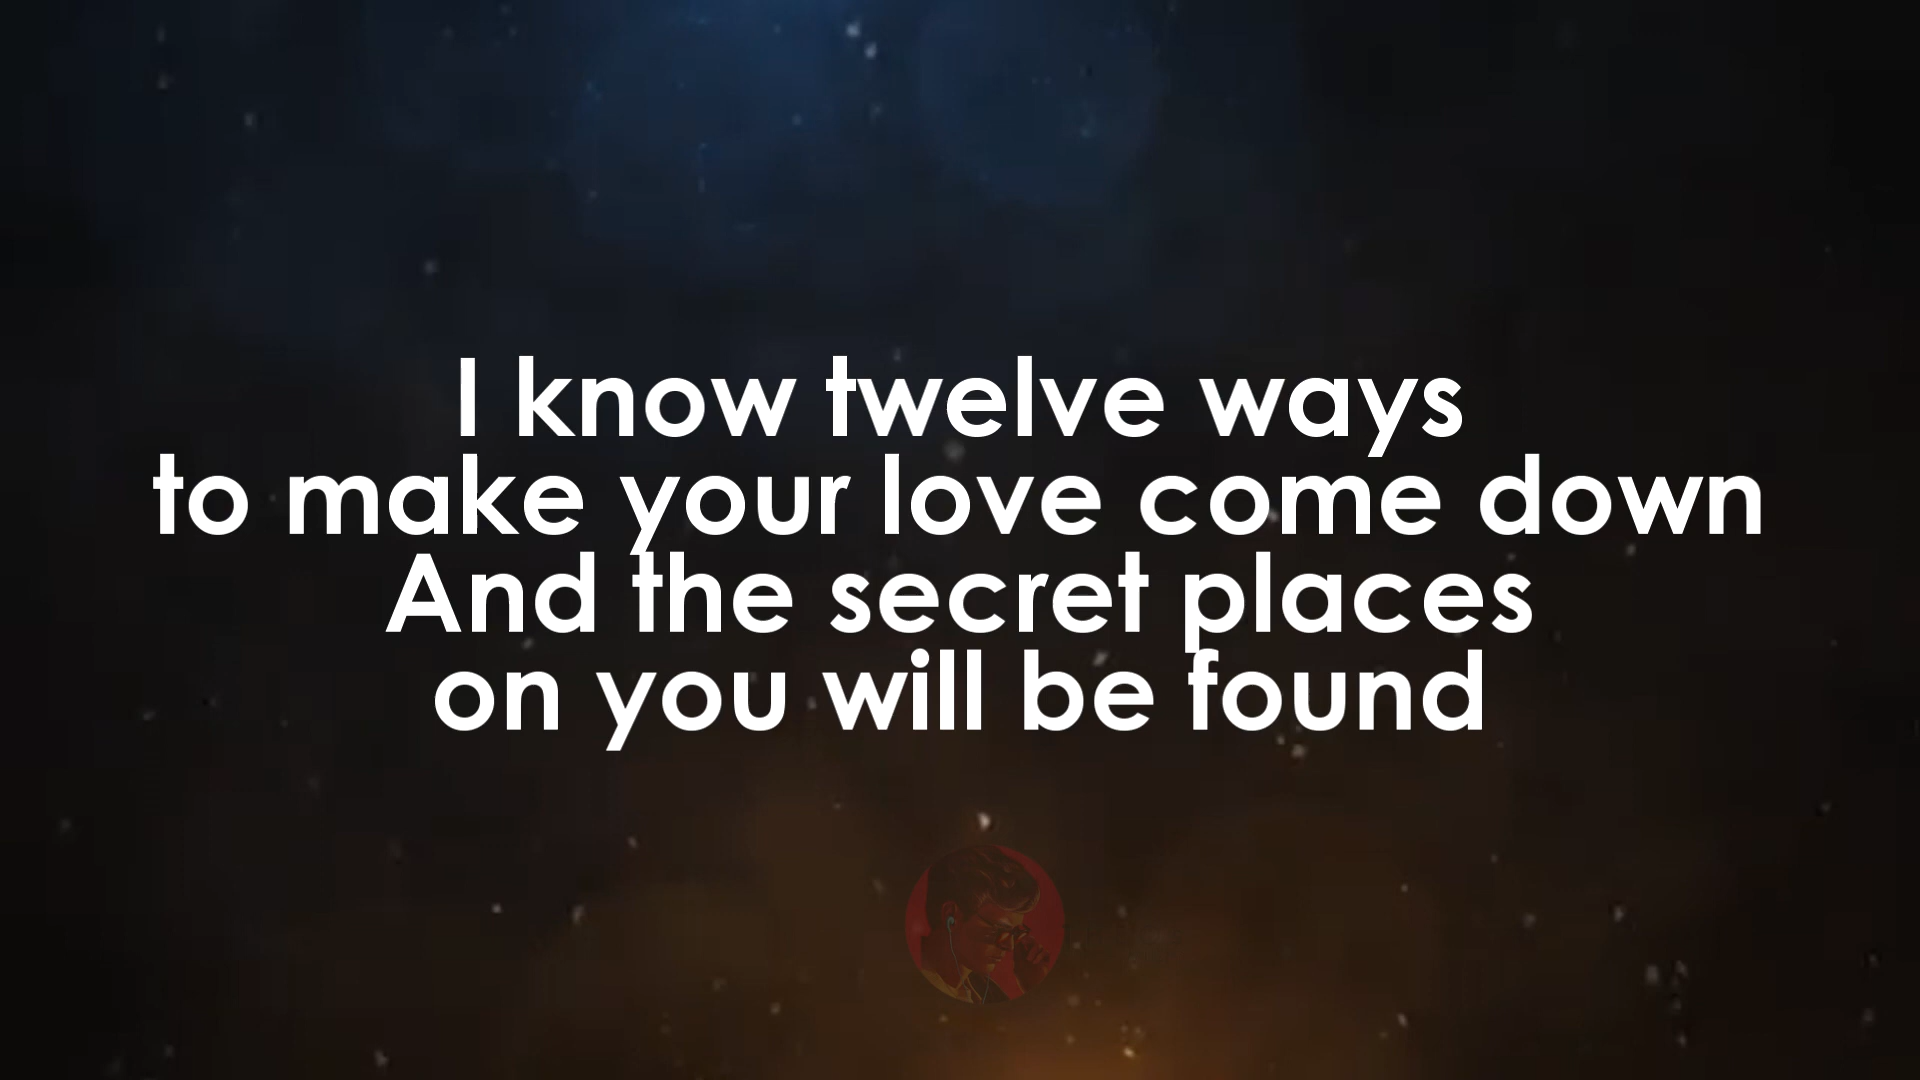 I know twelve ways
to make your love come down
And the secret places
on you will be found